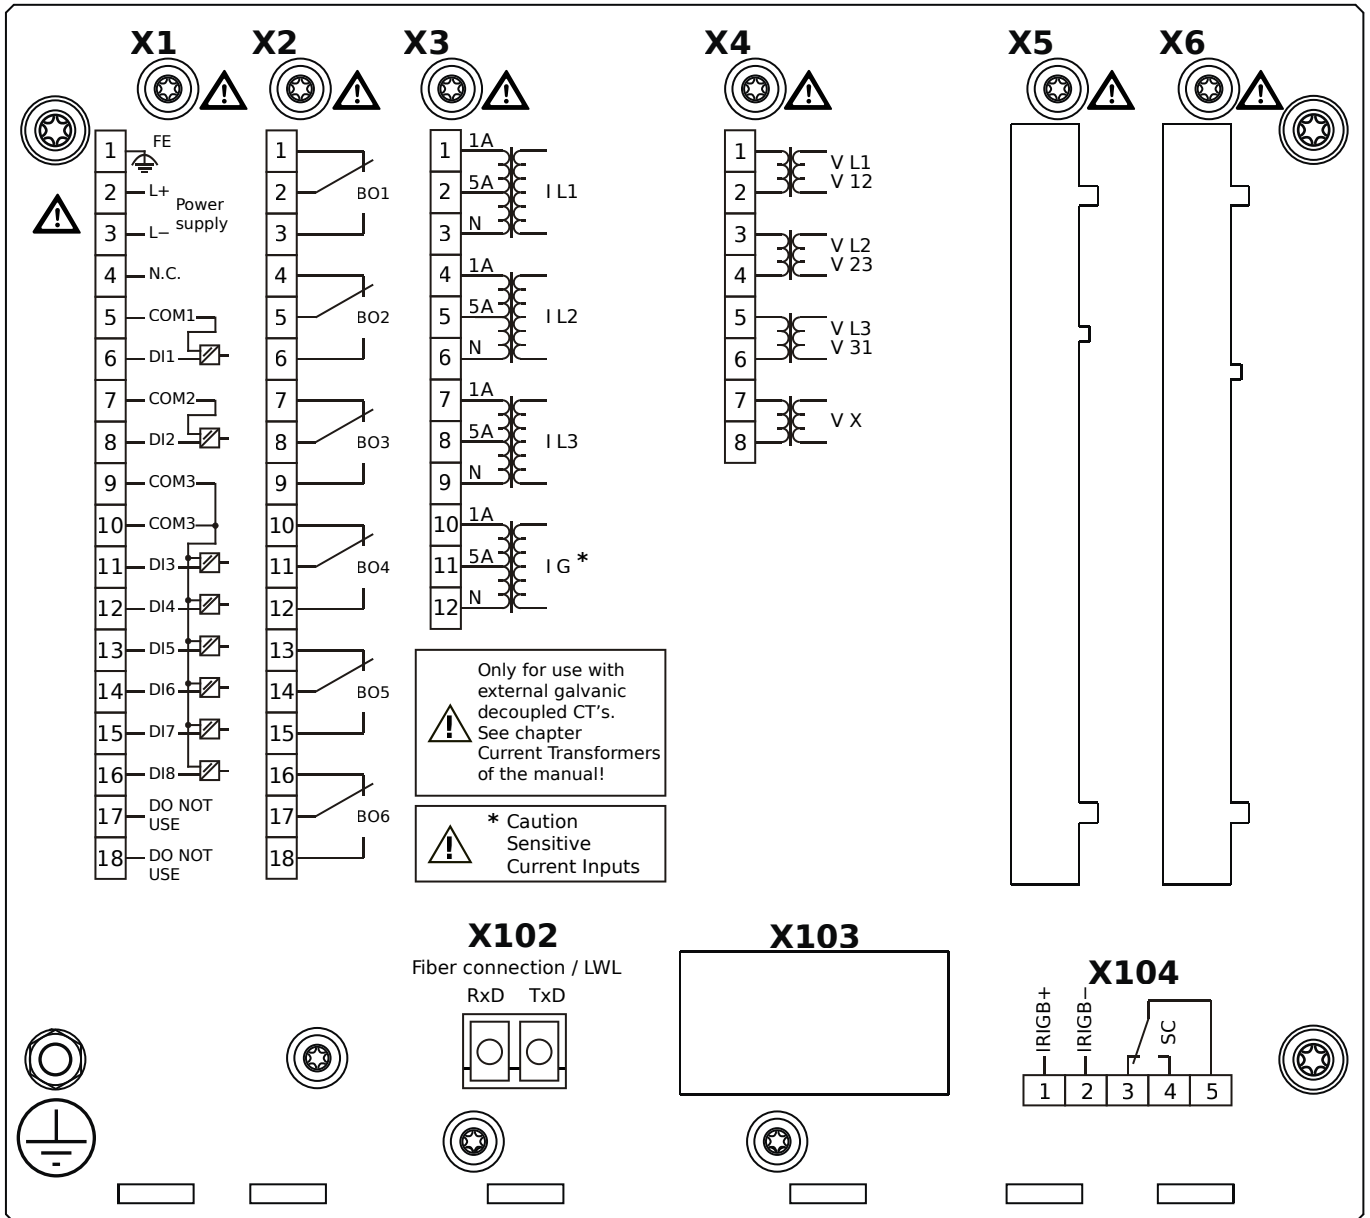 X1
X2
X3
X4
X5
X6
1 FE
2 L+
3 L−
Power
supply
4 N.C.
5 COM1
6 DI1
7 COM2
8 DI2
9 COM3
10 COM3
11 DI3
12 DI4
13 DI5
14 DI6
15 DI7
16 DI8
17 DO NOT
USE
18 DO NOT
USE
1
2 BO1
3
4
5 BO2
6
7
8 BO3
9
10
11 BO4
12
13
14 BO5
15
16
17 BO6
18
1 1A
2 5A I L1
3 N
4 1A
5 5A I L2
6 N
7 1A
8 5A I L3
9 N
10 1A
11 5A I G *
12 N
Only for use with
external galvanic
decoupled CT's.
See chapter
Current Transformers
of the manual!
* Caution
Sensitive
Current Inputs
1
2
V L1
V 12
3
4
V L2
V 23
5
6
V L3
V 31
7
8
V X
X102
Fiber connection / LWL
RxD TxD
X103
X104
IRIGB+
IRIGB−
SC
1 2 3 4 5